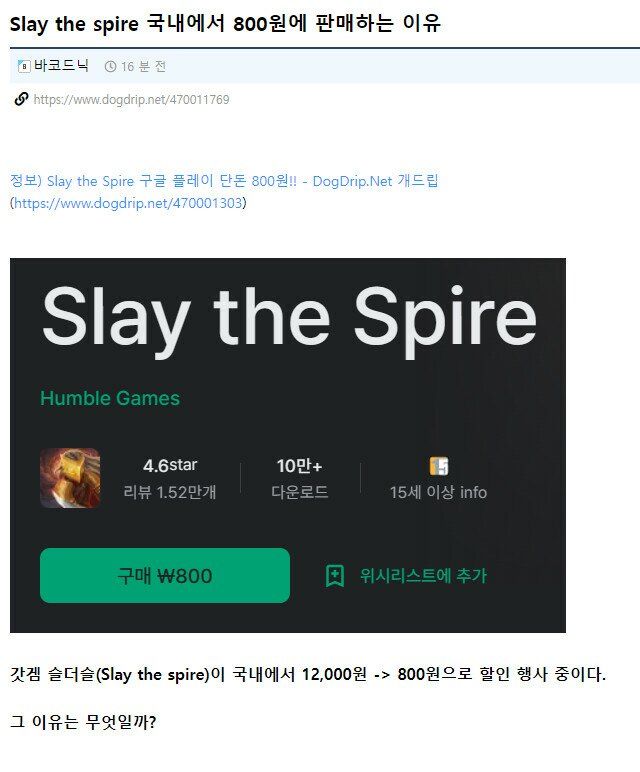 Slay the spire 국내에서 800원에 판매하는 이유
바코드닉 16 분 전
https://www.dogdrip.net/470011769
정보) Slay the Spire 구글 플레이 단돈 800원!! - DogDrip.Net 개드립
(https://www.dogdrip.net/470001303)
Slay the Spire
Humble Games
4.6star 10만+ 15
리뷰 1.52만개 다운로드 15세 이상 info
구매 ₩800 위시리스트에 추가
갓겜 슬더슬(Slay the spire)이 국내에서 12,000원 -> 800원으로 할인 행사 중이다.
그 이유는 무엇일까?